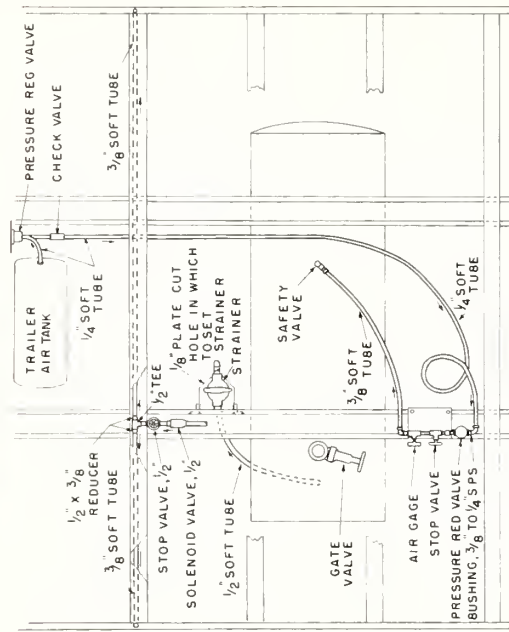 PRESSURE REG VALVE
CHECK VALVE
3/8" SOFT TUBE
TRAILER
AIR TANK
1/4" SOFT
TUBE
1/8" PLATE CUT
HOLE IN WHICH
TO SET
STRAINER
STRAINER
1/2" TEE
1/2" X 3/8"
REDUCER
3/8" SOFT TUBE
STOP VALVE, 1/2"
SOLENOID VALVE, 1/2"
1/2" SOFT TUBE
SAFETY
VALVE
3/8" SOFT
TUBE
1/4" SOFT
TUBE
GATE
VALVE
AIR GAGE
STOP VALVE
PRESSURE RED VALVE
BUSHING, 3/8" TO 1/4" SPS